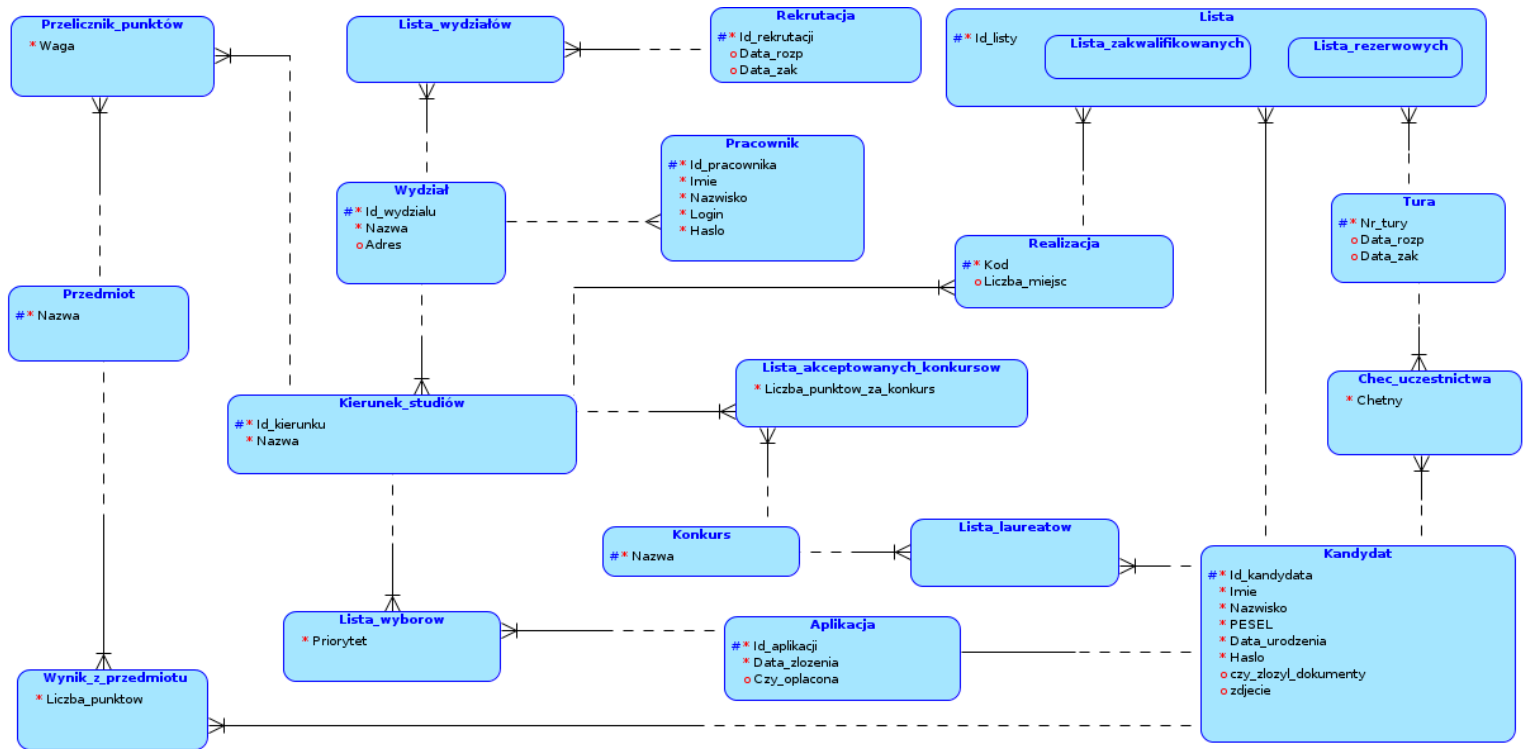 Przelicznik_punktów
* Waga
Lista_wydziałów
Rekrutacja
#* Id_rekrutacji
o Data_rozp
o Data_zak
Lista
#* Id_listy
Lista_zakwalifikowanych
Lista_rezerwowych
Pracownik
#* Id_pracownika
* Imie
* Nazwisko
* Login
* Haslo
Wydział
#* Id_wydzialu
* Nazwa
o Adres
Tura
#* Nr_tury
o Data_rozp
o Data_zak
Realizacja
#* Kod
o Liczba_miejsc
Przedmiot
#* Nazwa
Lista_akceptowanych_konkursow
* Liczba_punktow_za_konkurs
Chec_uczestnictwa
* Chetny
Kierunek_studiów
#* Id_kierunku
* Nazwa
Konkurs
#* Nazwa
Lista_laureatow
Kandydat
#* Id_kandydata
* Imie
* Nazwisko
* PESEL
* Data_urodzenia
* Haslo
o czy_zlozyl_dokumenty
o zdjecie
Lista_wyborow
* Priorytet
Aplikacja
#* Id_aplikacji
* Data_zlozenia
o Czy_oplacona
Wynik_z_przedmiotu
* Liczba_punktow